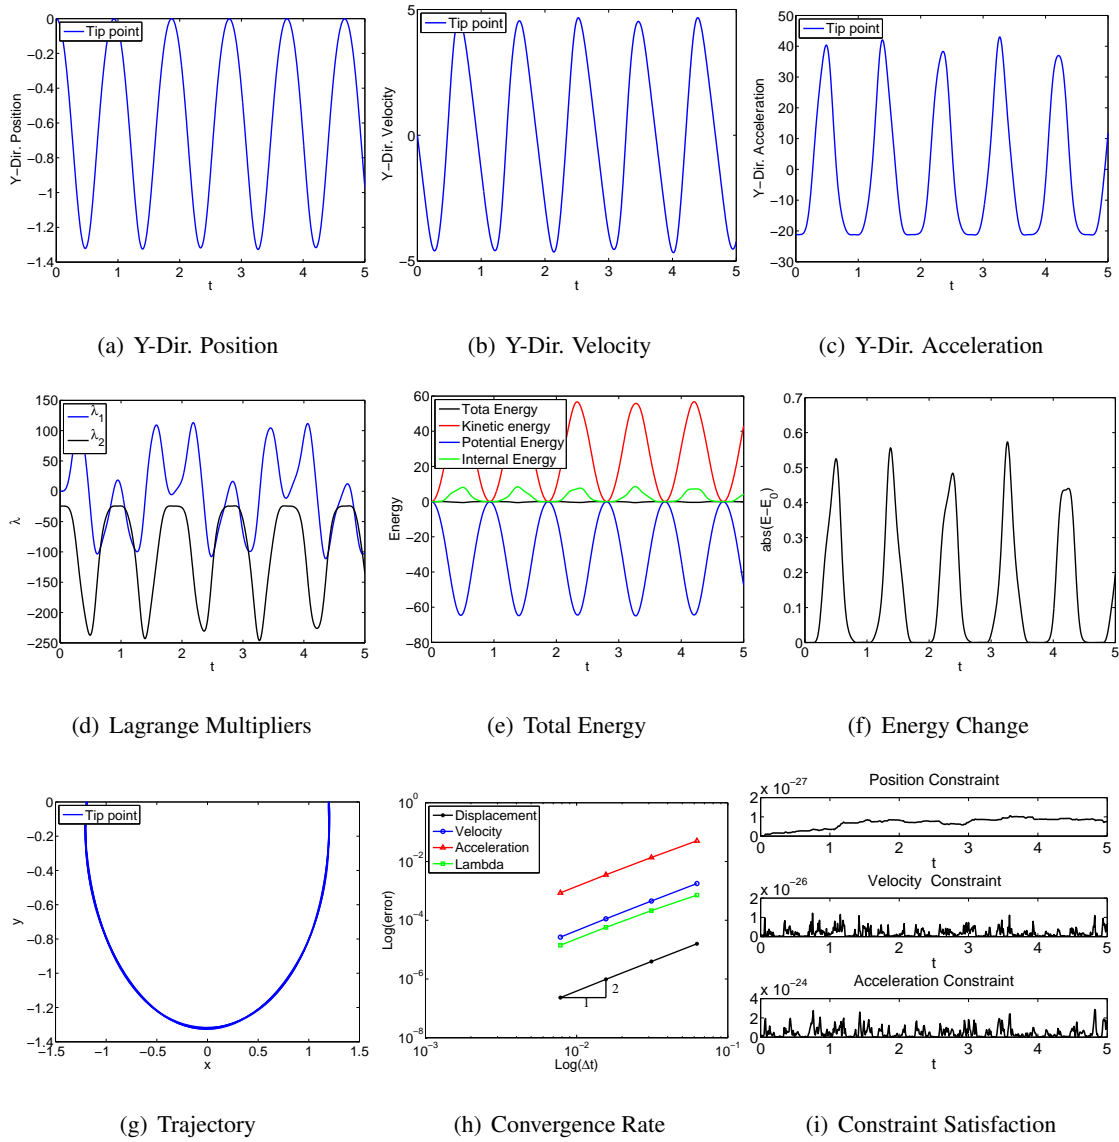 Tip point
Y−Dir. Position
0
−0.2
−0.4
−0.6
−0.8
−1
−1.2
−1.4
0 1 2 3 4 5
t
(a) Y-Dir. Position
Tip point
Y−Dir. Velocity
5
0
−5
0 1 2 3 4 5
t
(b) Y-Dir. Velocity
Tip point
Y−Dir. Acceleration
50
40
30
20
10
0
−10
−20
−30
0 1 2 3 4 5
t
(c) Y-Dir. Acceleration
λ1
λ2
λ
150
100
50
0
−50
−100
−150
−200
−250
0 1 2 3 4 5
t
(d) Lagrange Multipliers
Tota Energy
Kinetic energy
Potential Energy
Internal Energy
Energy
60
40
20
0
−20
−40
−60
−80
0 1 2 3 4 5
t
(e) Total Energy
abs(E−E0)
0.7
0.6
0.5
0.4
0.3
0.2
0.1
0
0 1 2 3 4 5
t
(f) Energy Change
Tip point
y
0
−0.2
−0.4
−0.6
−0.8
−1
−1.2
−1.4
−1.5 −1 −0.5 0 0.5 1 1.5
x
(g) Trajectory
Displacement
Velocity
Acceleration
Lambda
Log(error)
10^0
10^−2
10^−4
10^−6
10^−8
2
1
10^−3 10^−2 10^−1
Log(Δt)
(h) Convergence Rate
x 10^−27
Position Constraint
2
1
0
0 1 2 3 4 5
t
x 10^−26
Velocity Constraint
2
1
0
0 1 2 3 4 5
t
x 10^−24
Acceleration Constraint
4
2
0
0 1 2 3 4 5
t
(i) Constraint Satisfaction